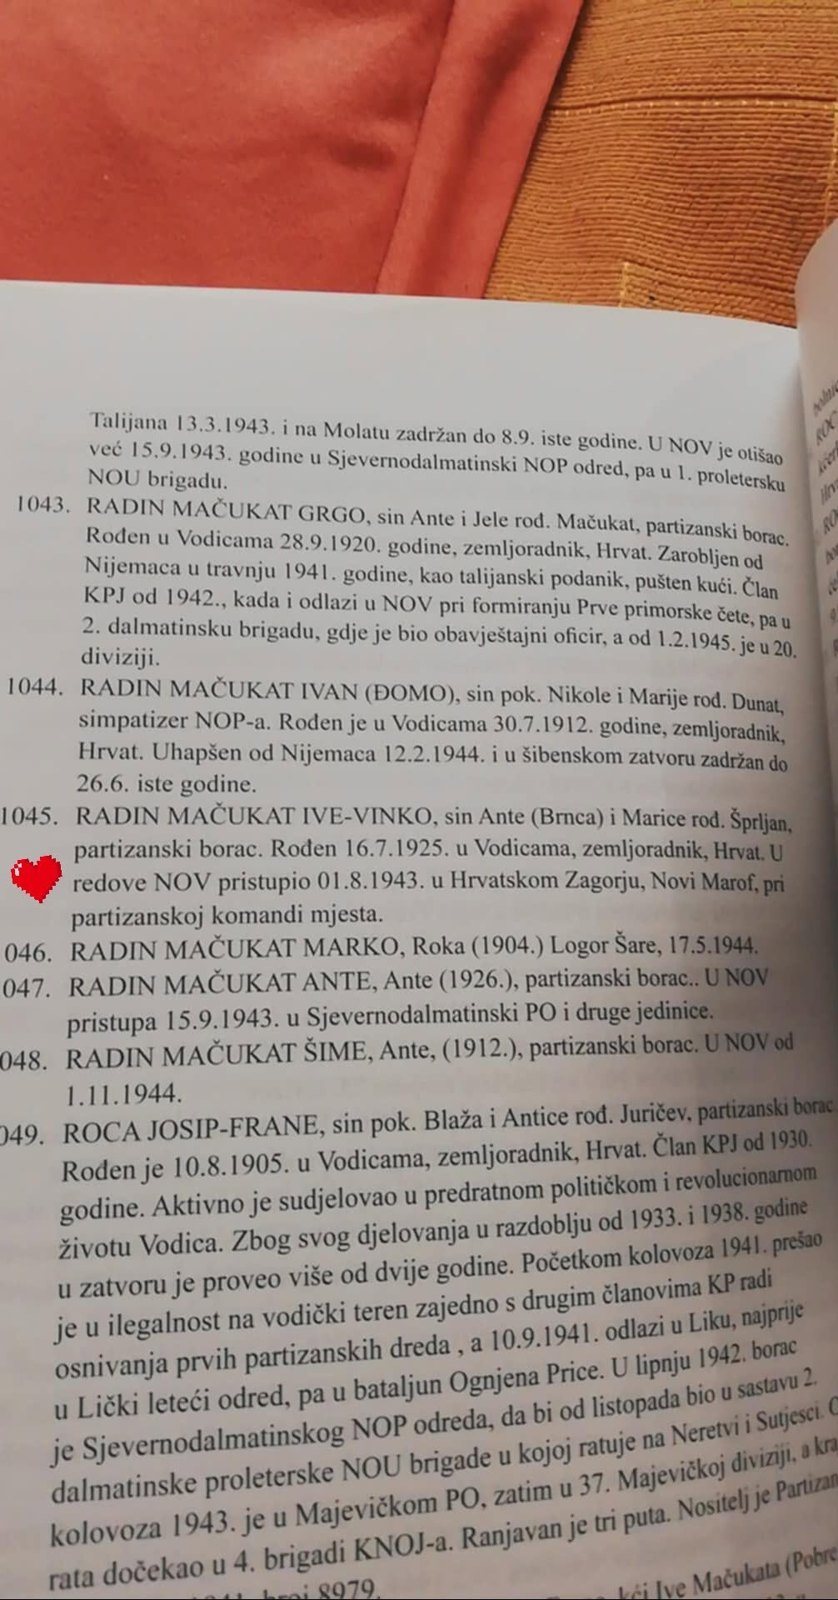 Talijana 13.3.1943. i na Molatu zadržan do 8.9. iste godine. U NOV je otišao
već 15.9.1943. godine u Sjevernodalmatinski NOP odred, pa u 1. proletersku
NOU brigadu.
1043. RADIN MAČUKAT GRGO, sin Ante i Jele rođ. Mačukat, partizanski borac.
Rođen u Vodicama 28.9.1920. godine, zemljoradnik, Hrvat. Zarobljen od
Nijemaca u travnju 1941. godine, kao talijanski podanik, pušten kući. Član
KPJ od 1942., kada i odlazi u NOV pri formiranju Prve primorske čete, pa u
2. dalmatinsku brigadu, gdje je bio obavještajni oficir, a od 1.2.1945. je u 20.
diviziji.
1044. RADIN MAČUKAT IVAN (ĐOMO), sin pok. Nikole i Marije rođ. Dunat,
simpatizer NOP-a. Rođen je u Vodicama 30.7.1912. godine, zemljoradnik,
Hrvat. Uhapšen od Nijemaca 12.2.1944. i u šibenskom zatvoru zadržan do
26.6. iste godine.
1045. RADIN MAČUKAT IVE-VINKO, sin Ante (Brnca) i Marice rođ. Šprljan,
partizanski borac. Rođen 16.7.1925. u Vodicama, zemljoradnik, Hrvat. U
redove NOV pristupio 01.8.1943. u Hrvatskom Zagorju, Novi Marof, pri
partizanskoj komandi mjesta.
046. RADIN MAČUKAT MARKO, Roka (1904.) Logor Šare, 17.5.1944.
047. RADIN MAČUKAT ANTE, Ante (1926.), partizanski borac.. U NOV
pristupa 15.9.1943. u Sjevernodalmatinski PO i druge jedinice.
048. RADIN MAČUKAT ŠIME, Ante, (1912.), partizanski borac. U NOV od
1.11.1944.
049. ROCA JOSIP-FRANE, sin pok. Blaža i Antice rođ. Juričev, partizanski borac
Rođen je 10.8.1905. u Vodicama, zemljoradnik, Hrvat. Član KPJ od 1930.
godine. Aktivno je sudjelovao u predratnom političkom i revolucionarnom
životu Vodica. Zbog svog djelovanja u razdoblju od 1933. i 1938. godine
u zatvoru je proveo više od dvije godine. Početkom kolovoza 1941. prešao
je u ilegalnost na vodički teren zajedno s drugim članovima KP radi
osnivanja prvih partizanskih dreda , a 10.9.1941. odlazi u Liku, najprije
u Lički leteći odred, pa u bataljun Ognjena Price. U lipnju 1942. borac
je Sjevernodalmatinskog NOP odreda, da bi od listopada bio u sastavu 2.
dalmatinske proleterske NOU brigade u kojoj ratuje na Neretvi i Sutjesci. O
kolovoza 1943. je u Majevičkom PO, zatim u 37. Majevičkoj diviziji, a kra
rata dočekao u 4. brigadi KNOJ-a. Ranjavan je tri puta. Nositelj je Partizan
broj 8979.
kći Ive Mačukata (Pobre